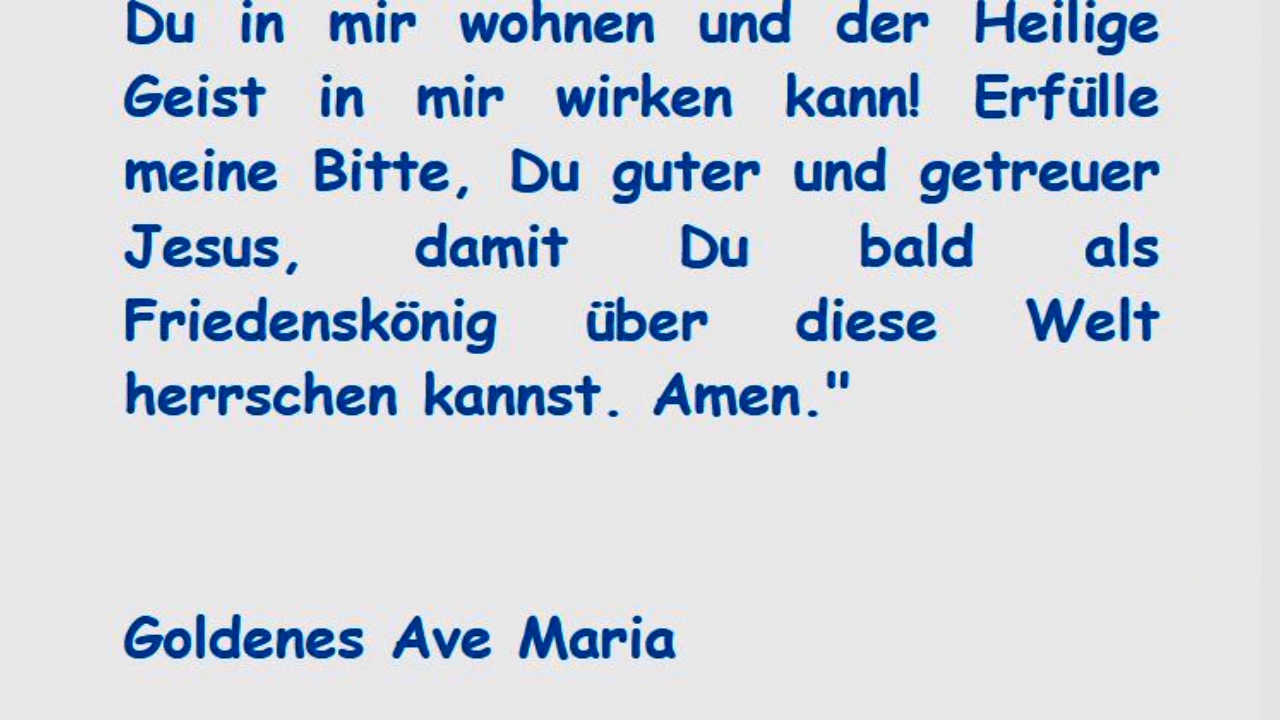 Du in mir wohnen und der Heilige
Geist in mir wirken kann! Erfülle
meine Bitte, Du guter und getreuer
Jesus, damit Du bald als
Friedenskönig über diese Welt
herrschen kannst. Amen."
Goldenes Ave Maria